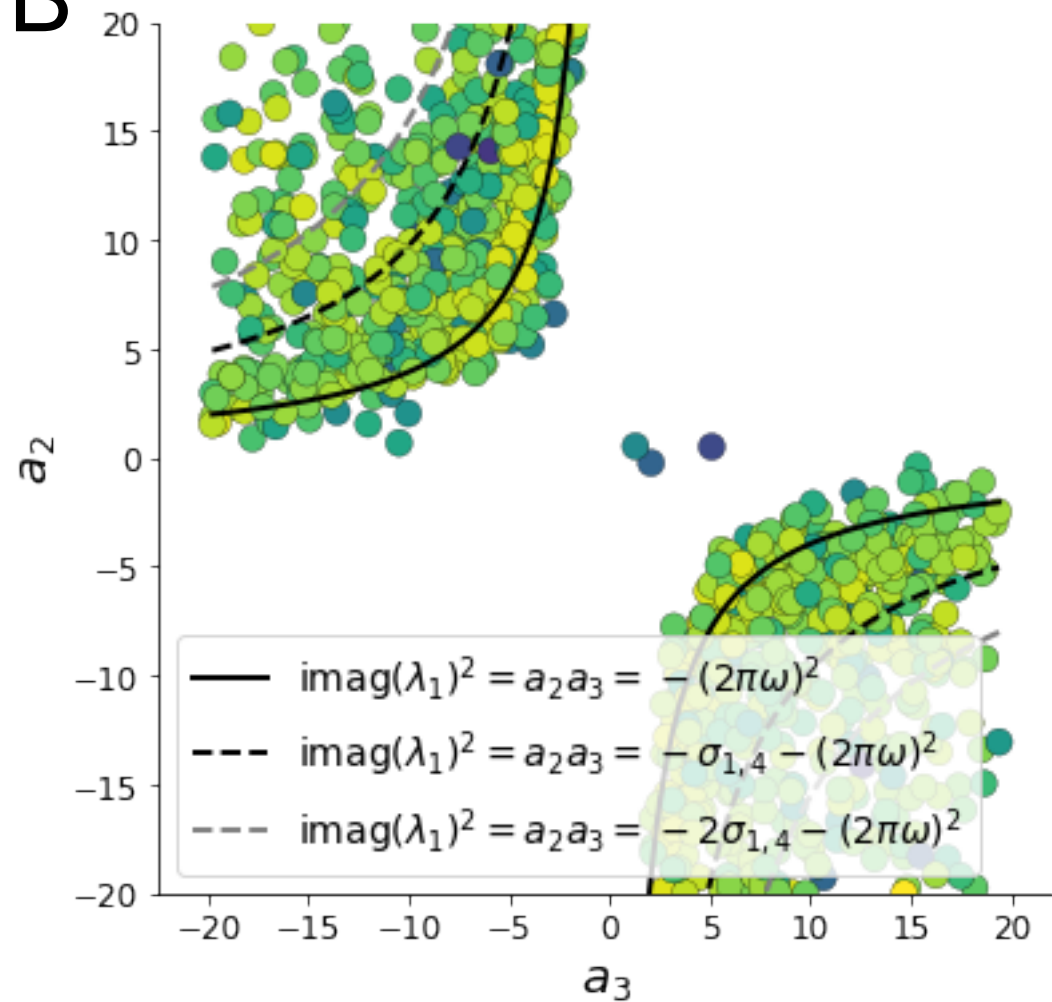 B
20
15
10
5
0
−5
−10
−15
−20
a₂
imag(λ₁)² = a₂a₃ = − (2πω)²
imag(λ₁)² = a₂a₃ = − σ₁,₄ − (2πω)²
imag(λ₁)² = a₂a₃ = − 2σ₁,₄ − (2πω)²
−20 −15 −10 −5 0 5 10 15 20
a₃